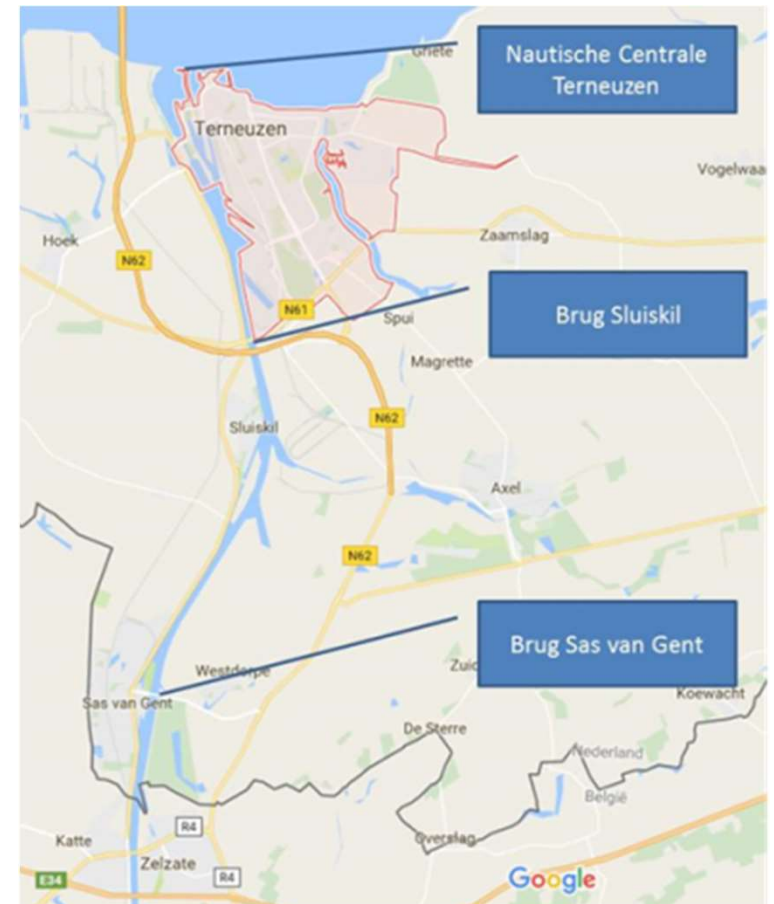 Griete
Nautische Centrale
Terneuzen
Terneuzen
Vogelwaa
Hoek
Zaamslag
N62
Brug Sluiskil
N61
Spui
Magrette
N62
Sluiskil
Axel
N62
Brug Sas van Gent
Westdorpe
Zuid
Sas van Gent
Koewacht
De Sterre
Nederland
België
R4
Katte
Overslag
Zelzate
R4
E34
Google